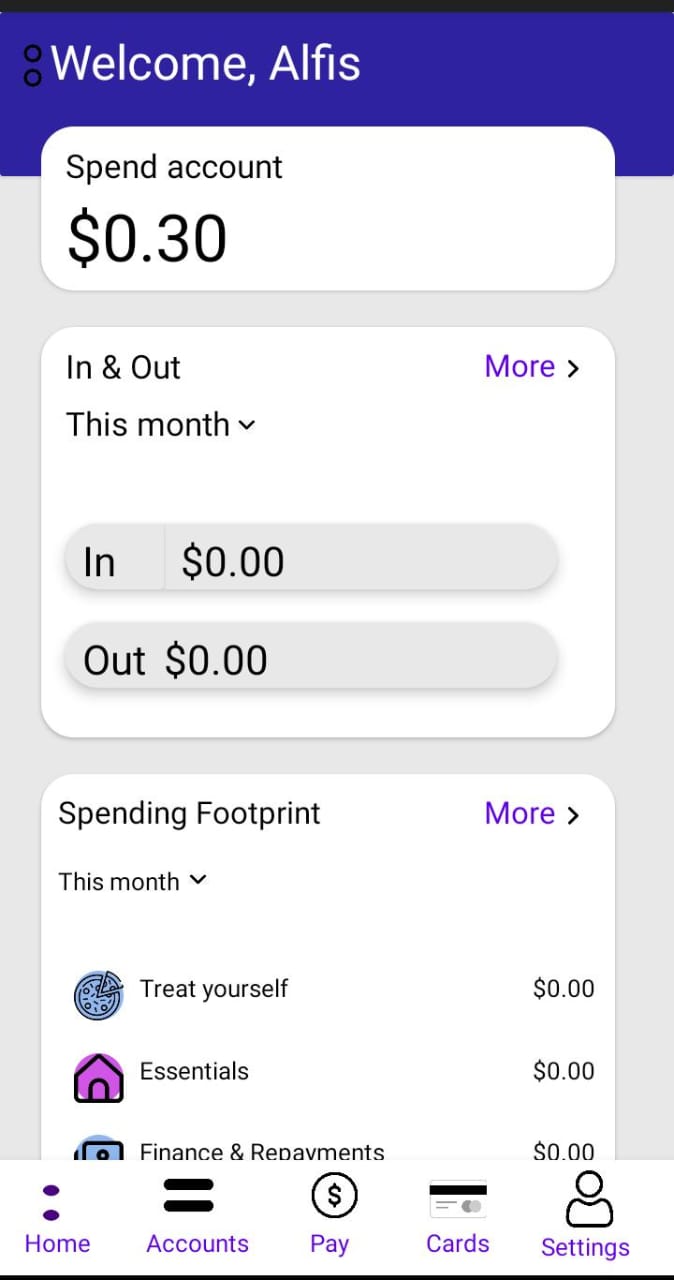 Welcome, Alfis
Spend account
$0.30
In & Out More
This month
In $0.00
Out $0.00
Spending Footprint More
This month
Treat yourself $0.00
Essentials $0.00
Finance & Repayments $0.00
$
Home Accounts Pay Cards Settings